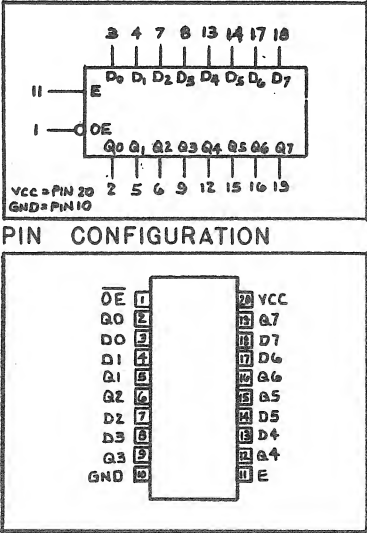 3 4 7 8 13 14 17 18
D0 D1 D2 D3 D4 D5 D6 D7
11 E
1 OE
Q0 Q1 Q2 Q3 Q4 Q5 Q6 Q7
2 5 6 9 12 15 16 19
VCC = PIN 20
GND = PIN 10
PIN CONFIGURATION
OE 1 20 VCC
Q0 2 19 Q7
D0 3 18 D7
D1 4 17 D6
Q1 5 16 Q6
Q2 6 15 Q5
D2 7 14 D5
D3 8 13 D4
Q3 9 12 Q4
GND 10 11 E